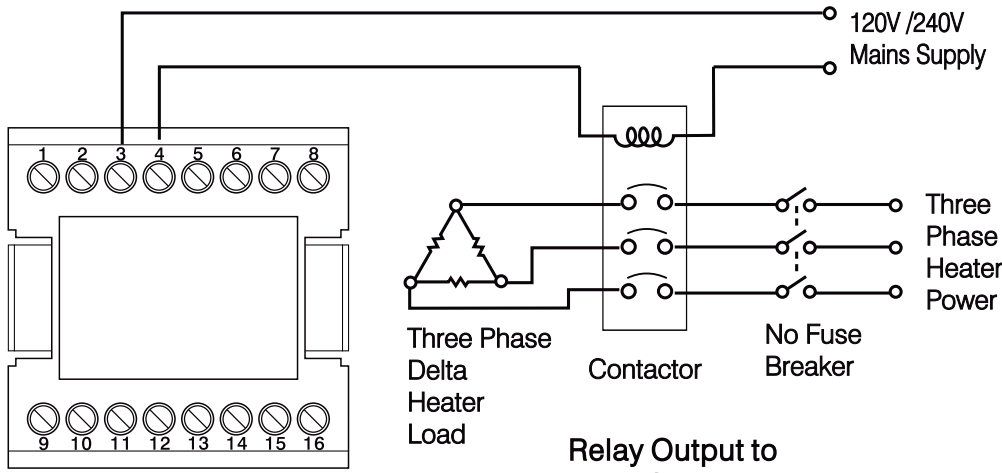 120V /240V
Mains Supply
1 2 3 4 5 6 7 8
Three
Phase
Heater
Power
Three Phase
Delta
Heater
Load
Contactor
No Fuse
Breaker
9 10 11 12 13 14 15 16
Relay Output to